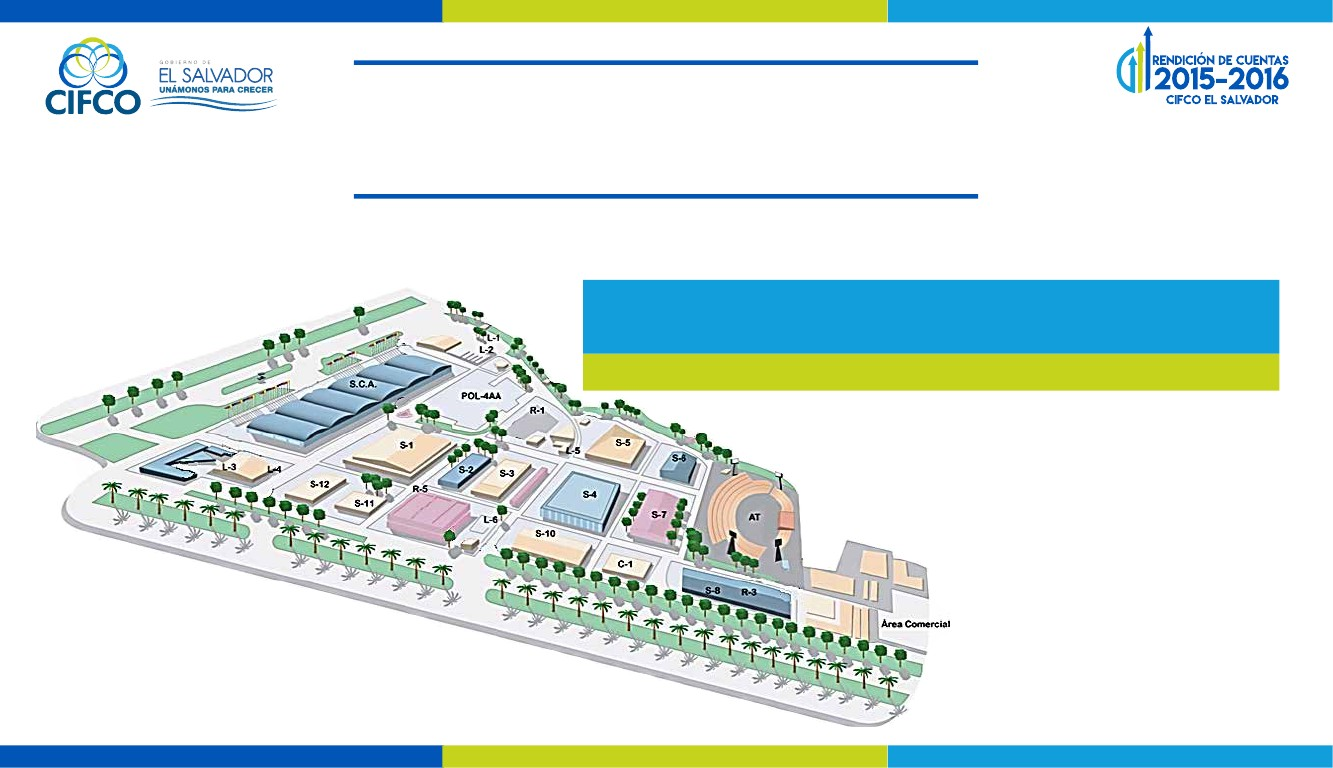 GOBIERNO DE
EL SALVADOR
UNÁMONOS PARA CRECER
CIFCO
RENDICIÓN DE CUENTAS
2015-2016
CIFCO EL SALVADOR
L-1
L-2
S.C.A.
POL-4AA
R-1
S-1
S-5
L-5
S-6
L-3
L-4
S-2
S-3
S-12
R-5
S-4
S-11
L-6
S-7
AT
S-10
C-1
S-8
R-3
Área Comercial